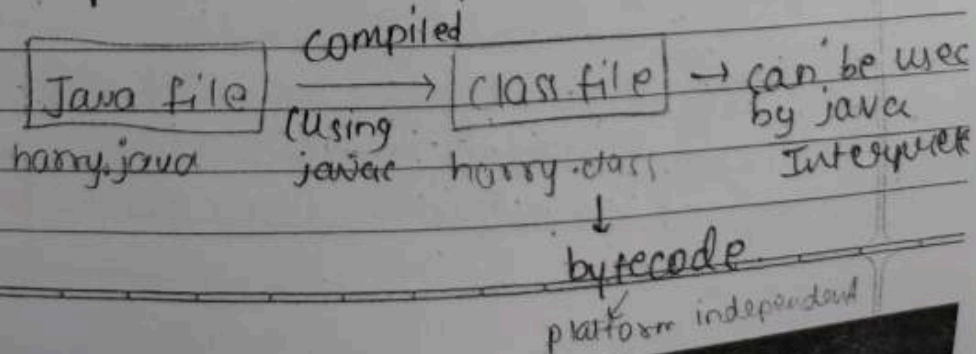 compiled
Java file → class file → can be used
(using by java
harry.java javac harry.class Interpreter
↓
bytecode
platform independent